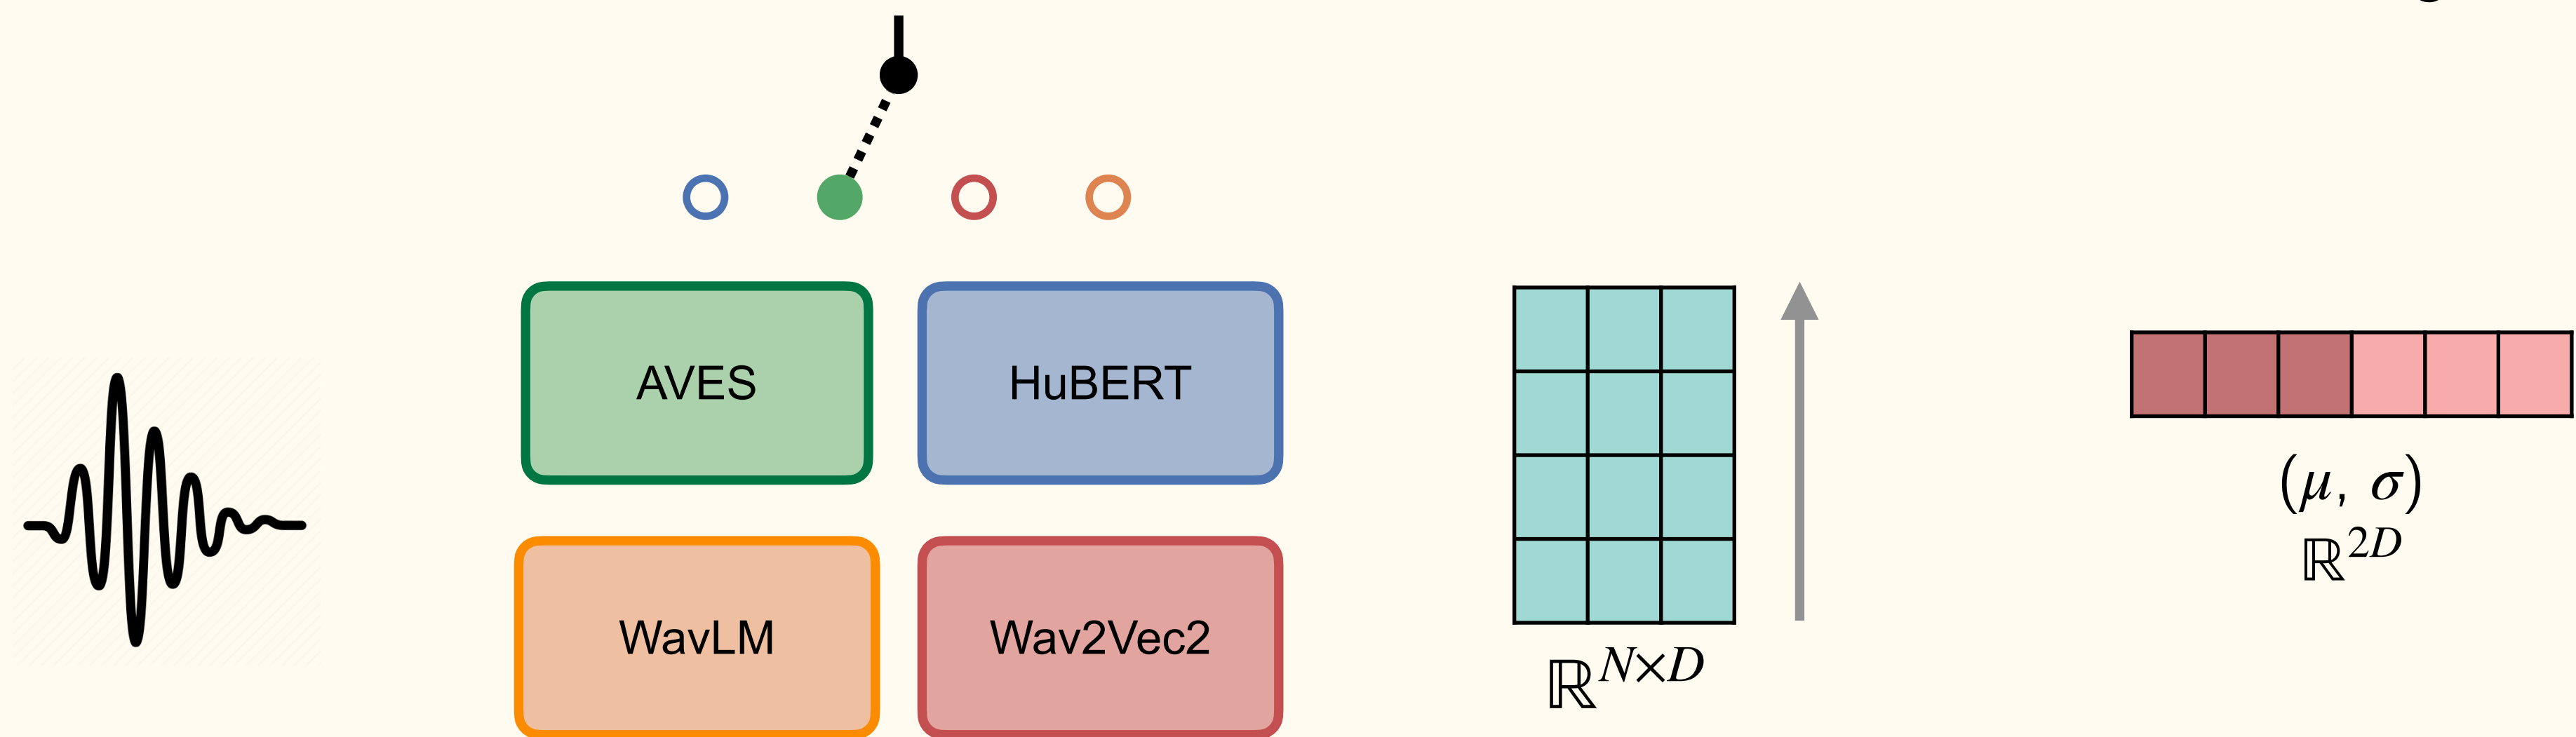 AVES
HuBERT
WavLM
Wav2Vec2
ℝ^{N×D}
(μ, σ)
ℝ^{2D}